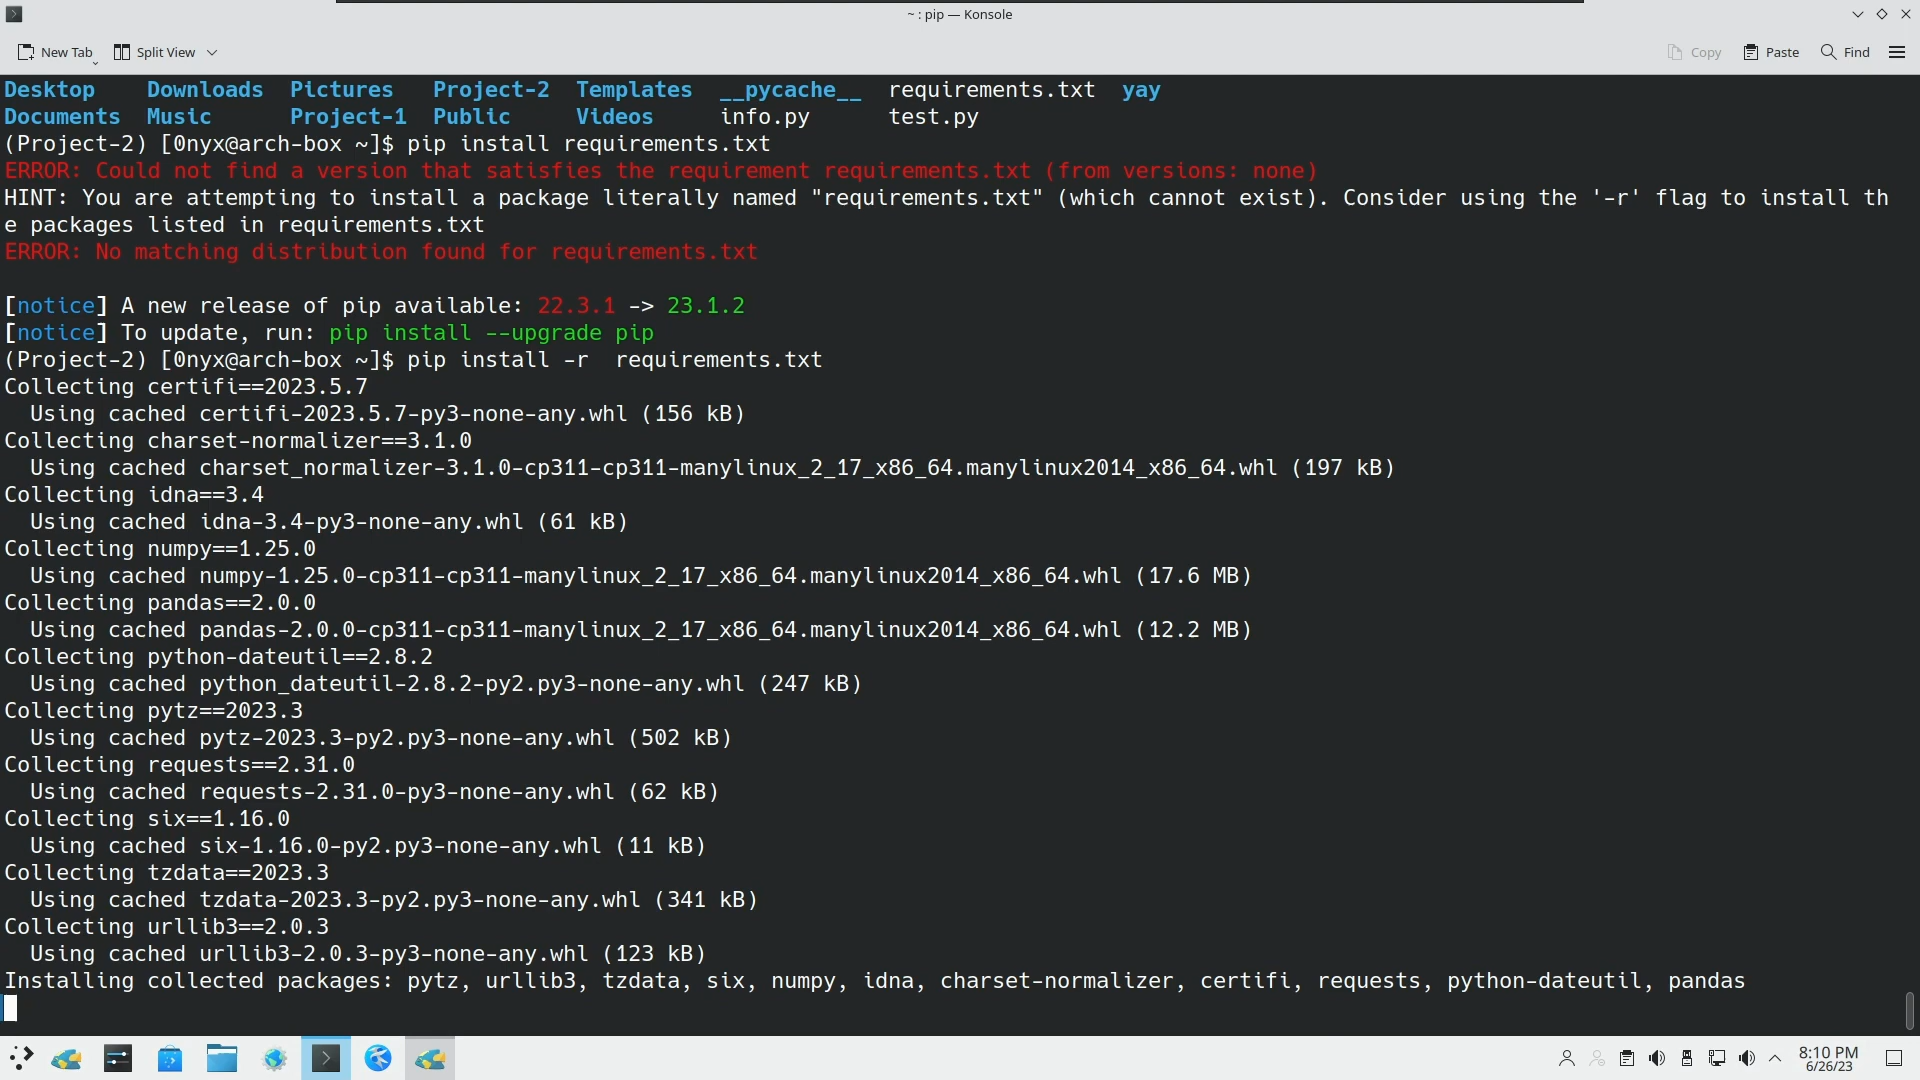 ~ : pip — Konsole
New Tab Split View Copy Paste Find
Desktop Downloads Pictures Project-2 Templates __pycache__ requirements.txt yay
Documents Music Project-1 Public Videos info.py test.py
(Project-2) [0nyx@arch-box ~]$ pip install requirements.txt
ERROR: Could not find a version that satisfies the requirement requirements.txt (from versions: none)
HINT: You are attempting to install a package literally named "requirements.txt" (which cannot exist). Consider using the '-r' flag to install th
e packages listed in requirements.txt
ERROR: No matching distribution found for requirements.txt
[notice] A new release of pip available: 22.3.1 -> 23.1.2
[notice] To update, run: pip install --upgrade pip
(Project-2) [0nyx@arch-box ~]$ pip install -r  requirements.txt
Collecting certifi==2023.5.7
  Using cached certifi-2023.5.7-py3-none-any.whl (156 kB)
Collecting charset-normalizer==3.1.0
  Using cached charset_normalizer-3.1.0-cp311-cp311-manylinux_2_17_x86_64.manylinux2014_x86_64.whl (197 kB)
Collecting idna==3.4
  Using cached idna-3.4-py3-none-any.whl (61 kB)
Collecting numpy==1.25.0
  Using cached numpy-1.25.0-cp311-cp311-manylinux_2_17_x86_64.manylinux2014_x86_64.whl (17.6 MB)
Collecting pandas==2.0.0
  Using cached pandas-2.0.0-cp311-cp311-manylinux_2_17_x86_64.manylinux2014_x86_64.whl (12.2 MB)
Collecting python-dateutil==2.8.2
  Using cached python_dateutil-2.8.2-py2.py3-none-any.whl (247 kB)
Collecting pytz==2023.3
  Using cached pytz-2023.3-py2.py3-none-any.whl (502 kB)
Collecting requests==2.31.0
  Using cached requests-2.31.0-py3-none-any.whl (62 kB)
Collecting six==1.16.0
  Using cached six-1.16.0-py2.py3-none-any.whl (11 kB)
Collecting tzdata==2023.3
  Using cached tzdata-2023.3-py2.py3-none-any.whl (341 kB)
Collecting urllib3==2.0.3
  Using cached urllib3-2.0.3-py3-none-any.whl (123 kB)
Installing collected packages: pytz, urllib3, tzdata, six, numpy, idna, charset-normalizer, certifi, requests, python-dateutil, pandas
8:10 PM
6/26/23